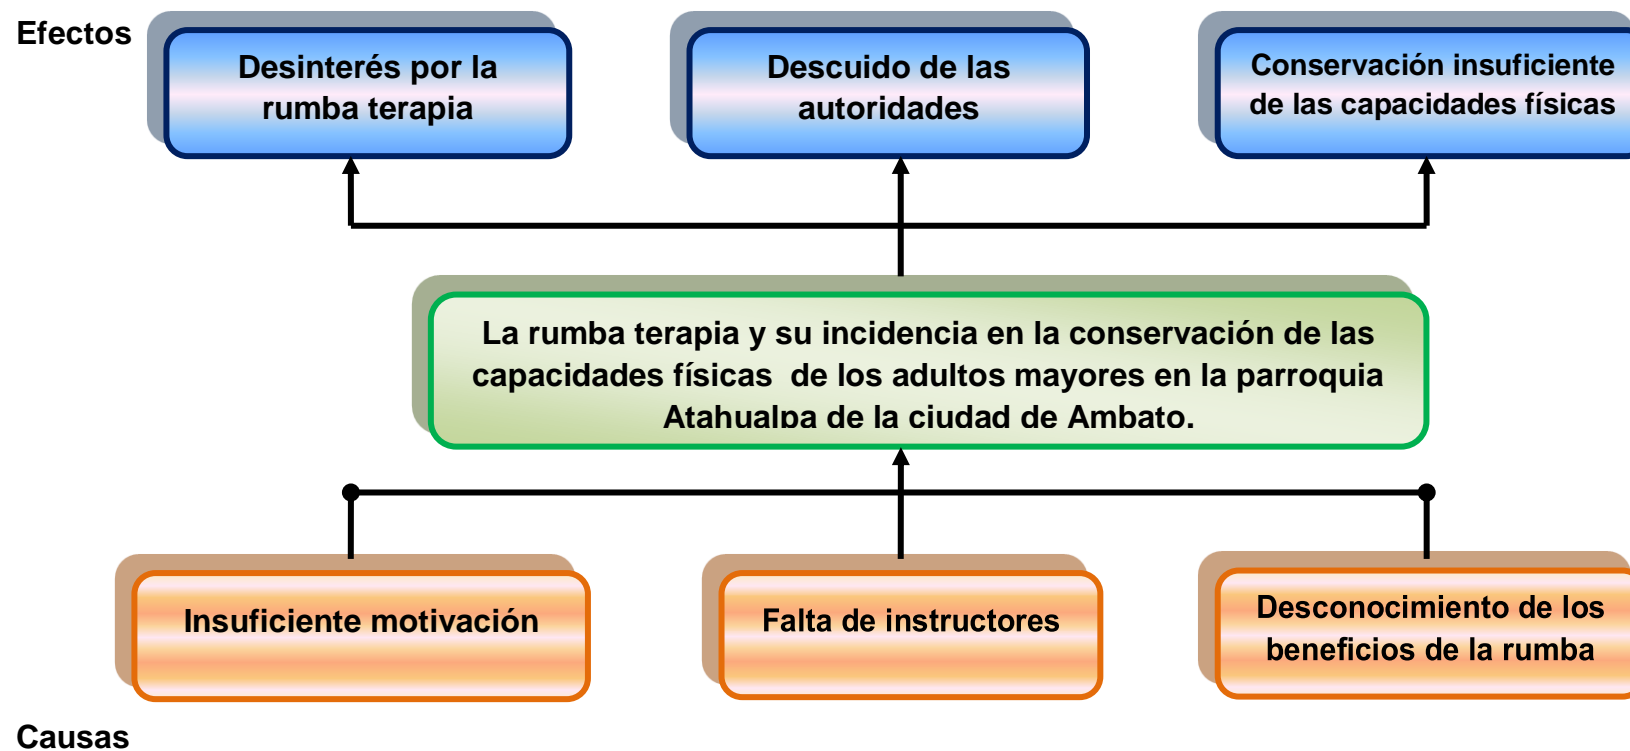 Efectos
Desinterés por la
rumba terapia
Descuido de las
autoridades
Conservación insuficiente
de las capacidades físicas
La rumba terapia y su incidencia en la conservación de las
capacidades físicas  de los adultos mayores en la parroquia
Atahualpa de la ciudad de Ambato.
Insuficiente motivación
Falta de instructores
Desconocimiento de los
beneficios de la rumba
Causas